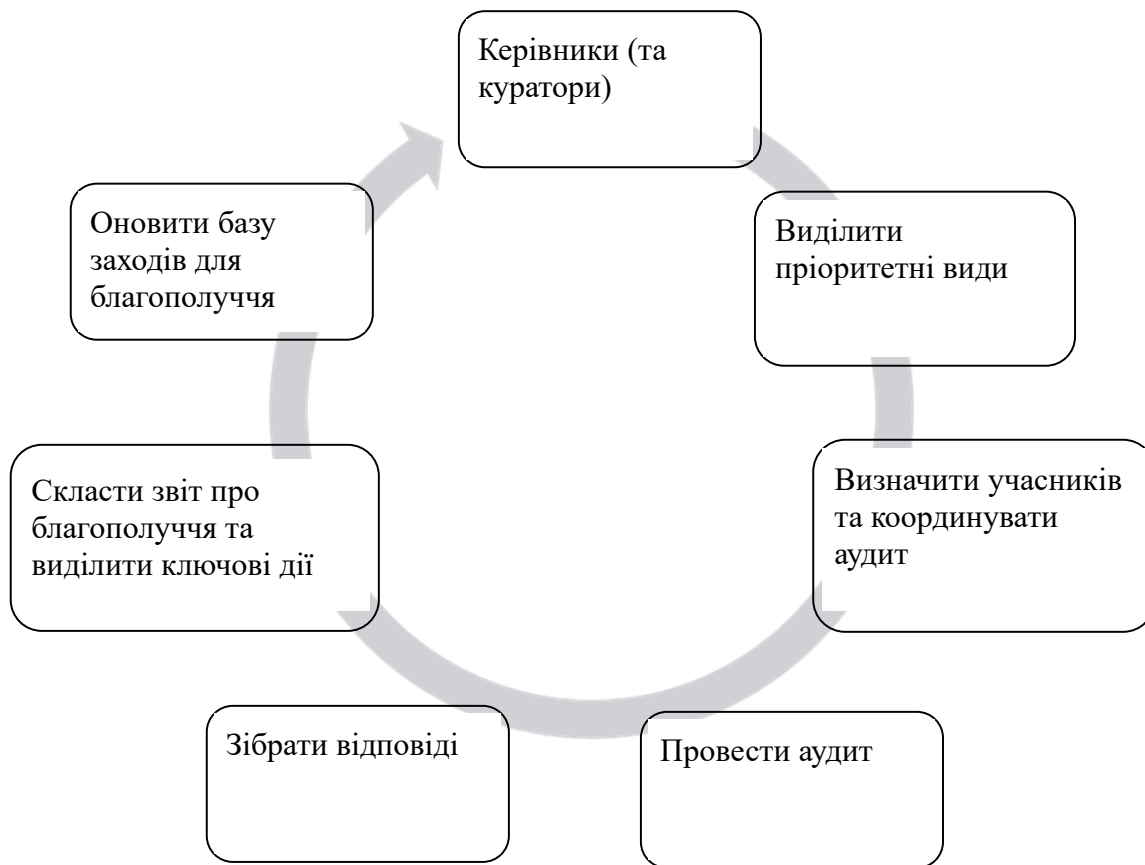 Керівники (та
куратори)
Виділити
пріоритетні види
Визначити учасників
та координувати
аудит
Провести аудит
Зібрати відповіді
Скласти звіт про
благополуччя та
виділити ключові дії
Оновити базу
заходів для
благополуччя